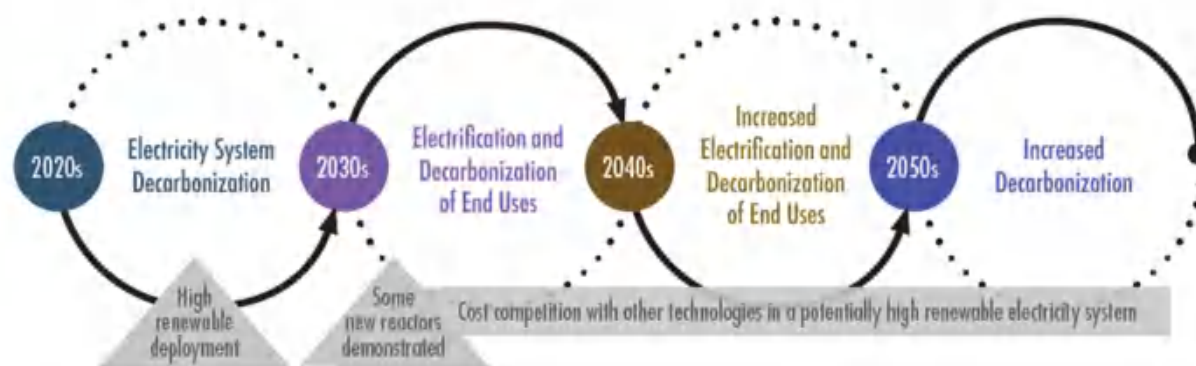 2020s
Electricity System
Decarbonization
2030s
Electrification and
Decarbonization
of End Uses
2040s
Increased
Electrification and
Decarbonization
of End Uses
2050s
Increased
Decarbonization
High
renewable
deployment
Some
new reactors
demonstrated
Cost competition with other technologies in a potentially high renewable electricity system